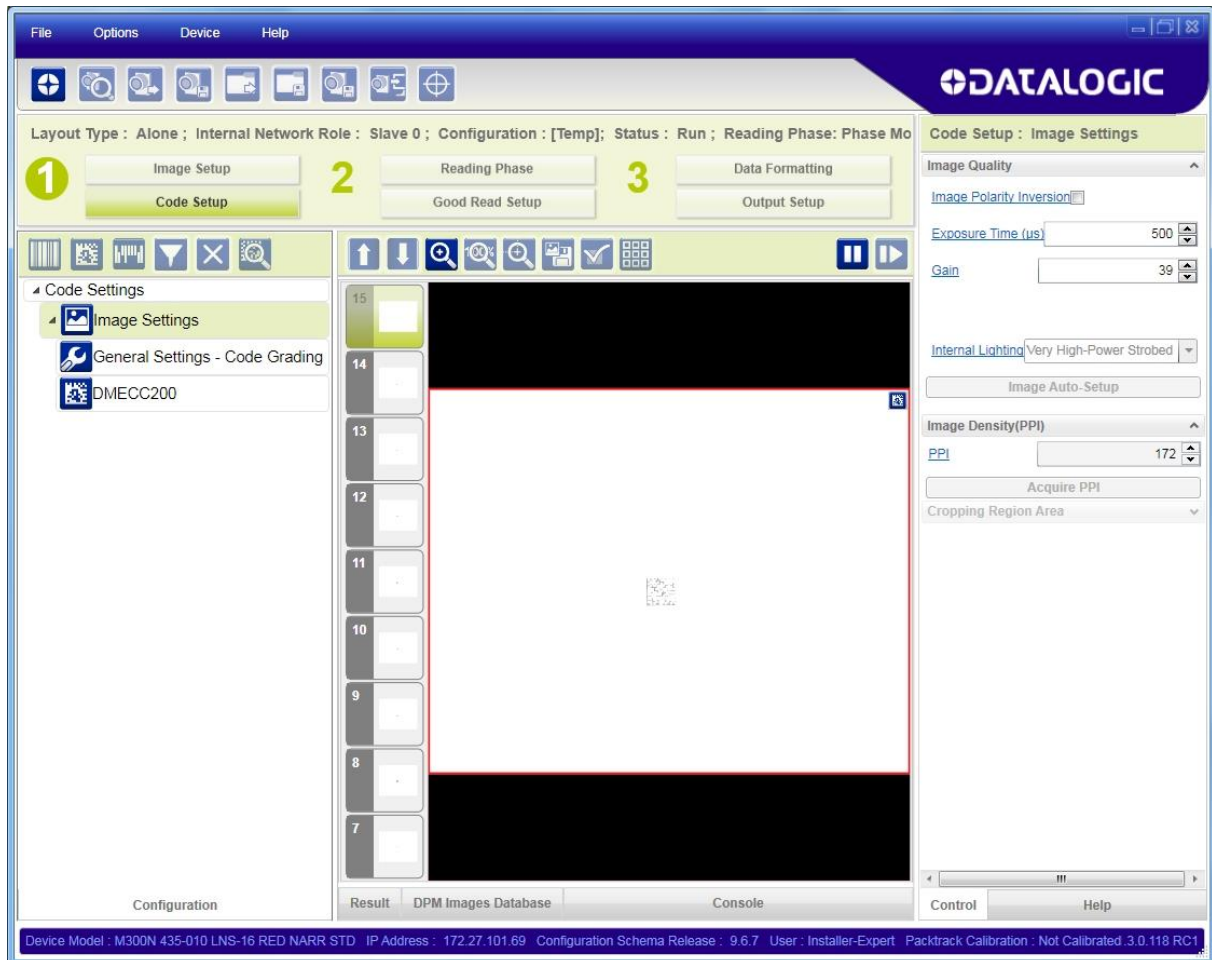 File Options Device Help
DATALOGIC
Layout Type : Alone ; Internal Network Role : Slave 0 ; Configuration : [Temp]; Status : Run ; Reading Phase: Phase Mo
1 Image Setup 2 Reading Phase 3 Data Formatting
Code Setup Good Read Setup Output Setup
Code Settings
Image Settings
General Settings - Code Grading
DMECC200
Configuration
100%
15
14
13
12
11
10
9
8
7
Result DPM Images Database Console
Code Setup : Image Settings
Image Quality
Image Polarity Inversion
Exposure Time (µs) 500
Gain 39
Internal Lighting Very High-Power Strobed
Image Auto-Setup
Image Density(PPI)
PPI 172
Acquire PPI
Cropping Region Area
Control Help
Device Model : M300N 435-010 LNS-16 RED NARR STD IP Address : 172.27.101.69 Configuration Schema Release : 9.6.7 User : Installer-Expert Packtrack Calibration : Not Calibrated .3.0.118 RC1